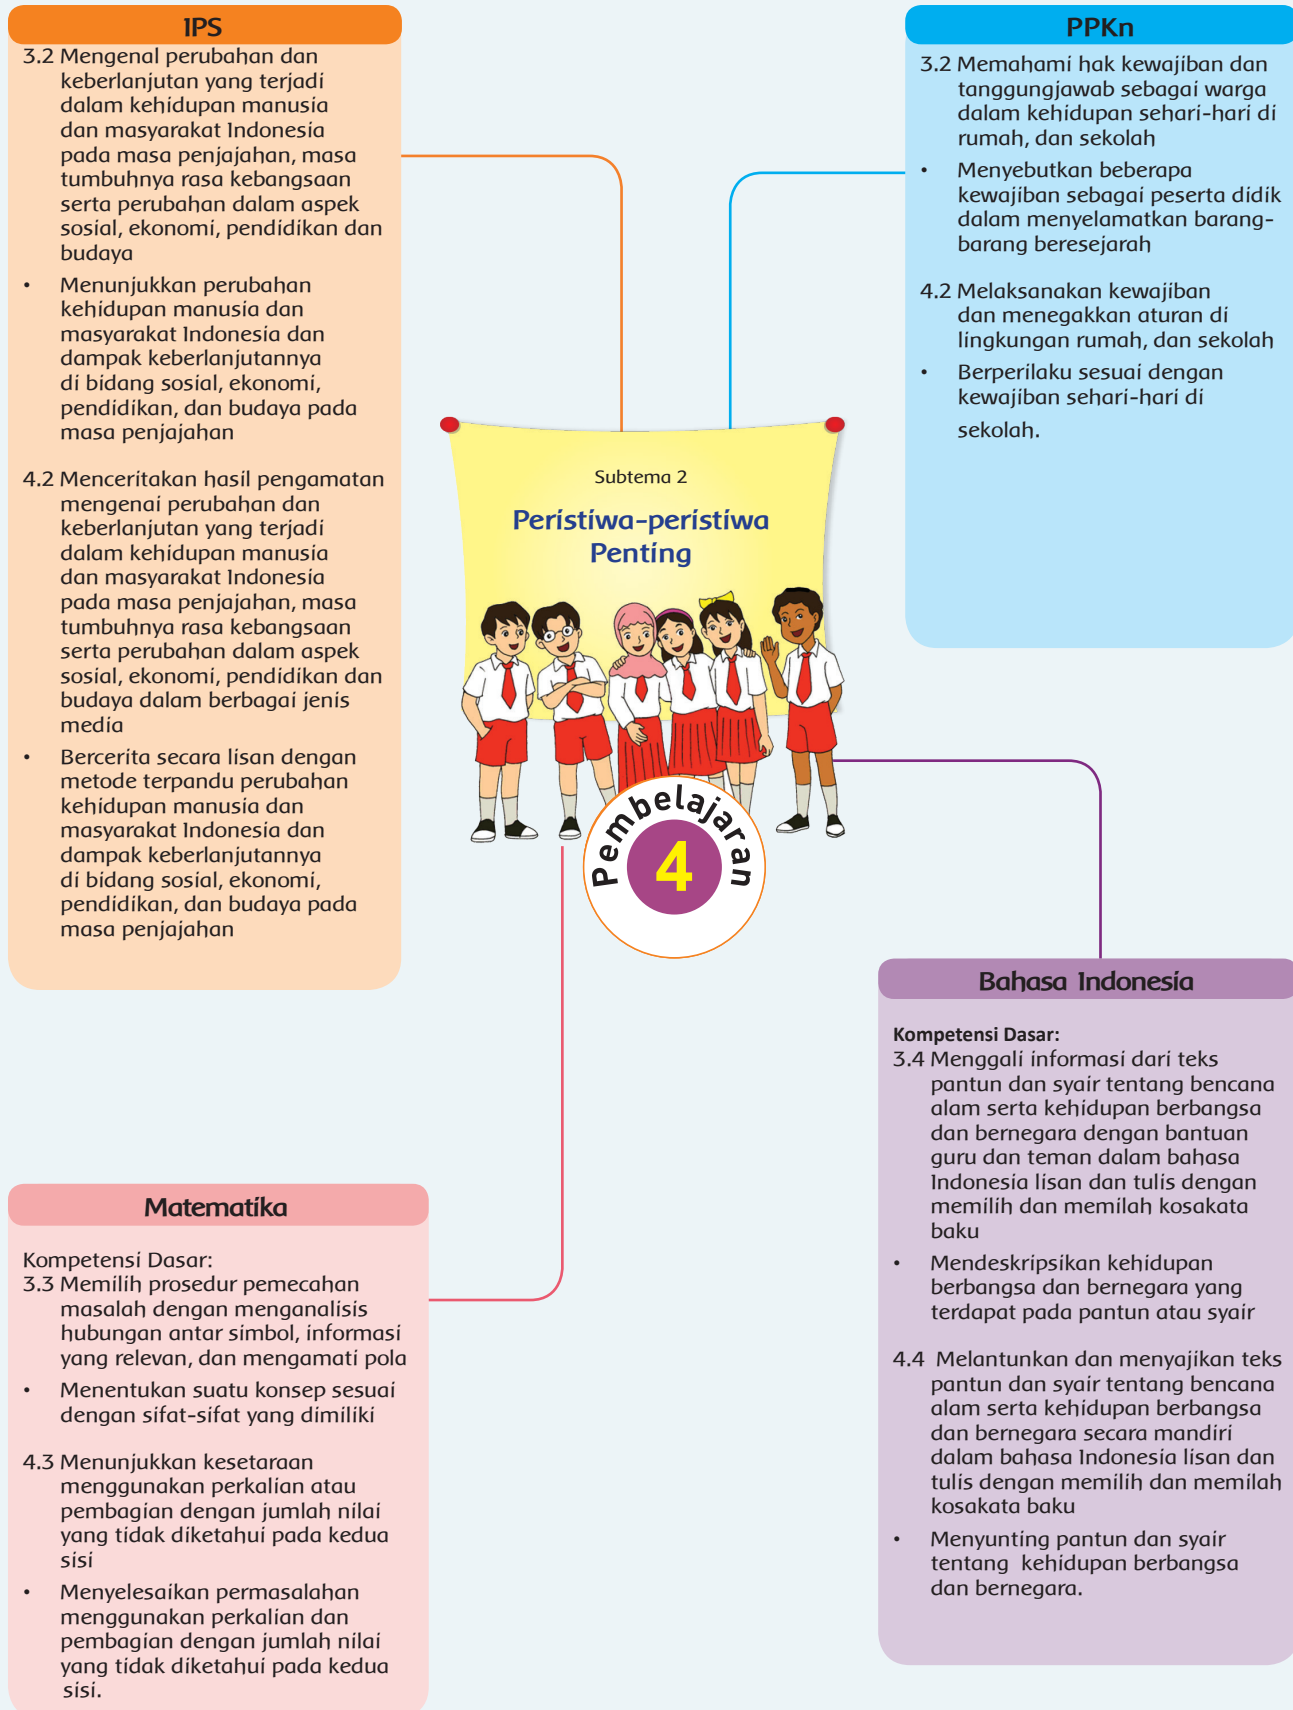 IPS
3.2 Mengenal perubahan dan
keberlanjutan yang terjadi
dalam kehidupan manusia
dan masyarakat Indonesia
pada masa penjajahan, masa
tumbuhnya rasa kebangsaan
serta perubahan dalam aspek
sosial, ekonomi, pendidikan dan
budaya
• Menunjukkan perubahan
kehidupan manusia dan
masyarakat Indonesia dan
dampak keberlanjutannya
di bidang sosial, ekonomi,
pendidikan, dan budaya pada
masa penjajahan
4.2 Menceritakan hasil pengamatan
mengenai perubahan dan
keberlanjutan yang terjadi
dalam kehidupan manusia
dan masyarakat Indonesia
pada masa penjajahan, masa
tumbuhnya rasa kebangsaan
serta perubahan dalam aspek
sosial, ekonomi, pendidikan dan
budaya dalam berbagai jenis
media
• Bercerita secara lisan dengan
metode terpandu perubahan
kehidupan manusia dan
masyarakat Indonesia dan
dampak keberlanjutannya
di bidang sosial, ekonomi,
pendidikan, dan budaya pada
masa penjajahan
PPKn
3.2 Memahami hak kewajiban dan
tanggungjawab sebagai warga
dalam kehidupan sehari-hari di
rumah, dan sekolah
• Menyebutkan beberapa
kewajiban sebagai peserta didik
dalam menyelamatkan barang-
barang beresejarah
4.2 Melaksanakan kewajiban
dan menegakkan aturan di
lingkungan rumah, dan sekolah
• Berperilaku sesuai dengan
kewajiban sehari-hari di
sekolah.
Subtema 2
Peristiwa-peristiwa
Penting
Pembelajaran
4
Matematika
Kompetensi Dasar:
3.3 Memilih prosedur pemecahan
masalah dengan menganalisis
hubungan antar simbol, informasi
yang relevan, dan mengamati pola
• Menentukan suatu konsep sesuai
dengan sifat-sifat yang dimiliki
4.3 Menunjukkan kesetaraan
menggunakan perkalian atau
pembagian dengan jumlah nilai
yang tidak diketahui pada kedua
sisi
• Menyelesaikan permasalahan
menggunakan perkalian dan
pembagian dengan jumlah nilai
yang tidak diketahui pada kedua
sisi.
Bahasa Indonesia
Kompetensi Dasar:
3.4 Menggali informasi dari teks
pantun dan syair tentang bencana
alam serta kehidupan berbangsa
dan bernegara dengan bantuan
guru dan teman dalam bahasa
Indonesia lisan dan tulis dengan
memilih dan memilah kosakata
baku
• Mendeskripsikan kehidupan
berbangsa dan bernegara yang
terdapat pada pantun atau syair
4.4 Melantunkan dan menyajikan teks
pantun dan syair tentang bencana
alam serta kehidupan berbangsa
dan bernegara secara mandiri
dalam bahasa Indonesia lisan dan
tulis dengan memilih dan memilah
kosakata baku
• Menyunting pantun dan syair
tentang kehidupan berbangsa
dan bernegara.